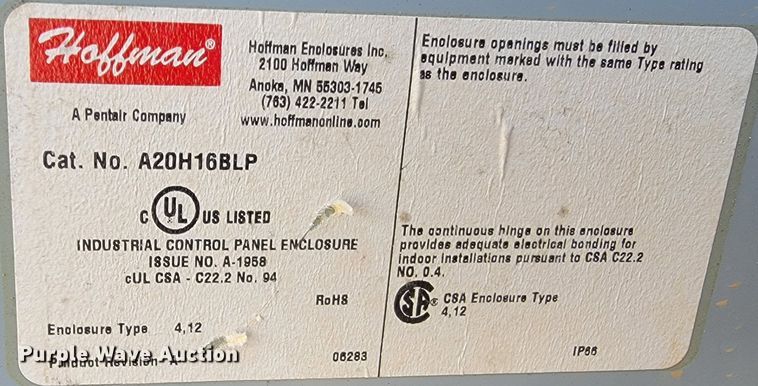 Hoffman®
A Pentair Company
Hoffman Enclosures Inc.
2100 Hoffman Way
Anoka, MN 55303-1745
(763) 422-2211 Tel
www.hoffmanonline.com
Cat. No. A20H16BLP
C UL US LISTED
INDUSTRIAL CONTROL PANEL ENCLOSURE
ISSUE NO. A-1958
cUL CSA - C22.2 No. 94
RoHS
Enclosure Type 4,12
Product Revision A
06283
Enclosure openings must be filled by
equipment marked with the same Type rating
as the enclosure.
The continuous hinge on this enclosure
provides adequate electrical bonding for
indoor installations pursuant to CSA C22.2
NO. 0.4.
SA® CSA Enclosure Type
4,12
IP66
Purple Wave Auction